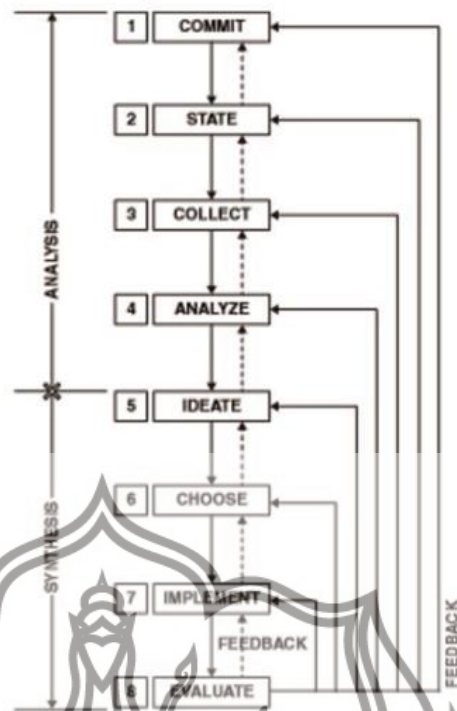 1 COMMIT
2 STATE
3 COLLECT
ANALYSIS
4 ANALYZE
5 IDEATE
6 CHOOSE
SYNTHESIS
7 IMPLEMENT
FEEDBACK
8 EVALUATE
FEEDBACK